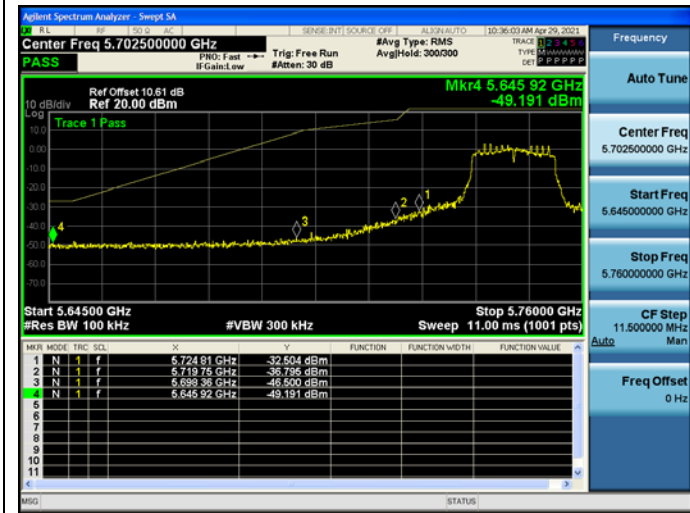 Agilent Spectrum Analyzer - Swept SA
RL RF 50 Ω AC SENSE:INT SOURCE OFF ALIGNAUTO 10:36:03 AM Apr 29, 2021
Center Freq 5.702500000 GHz
PASS
PNO: Fast
IFGain:Low
Trig: Free Run
#Atten: 30 dB
#Avg Type: RMS
Avg|Hold: 300/300
TRACE 1 2 3 4 5 6
TYPE
DET P P P P P P
Mkr4 5.645 92 GHz
-49.191 dBm
Ref Offset 10.61 dB
10 dB/div Ref 20.00 dBm
Log
Trace 1 Pass
10.0
0.00
-10.0
-20.0
-30.0
-40.0
-50.0
-60.0
-70.0
4
3
2
1
Start 5.64500 GHz Stop 5.76000 GHz
#Res BW 100 kHz #VBW 300 kHz Sweep 11.00 ms (1001 pts)
MKR MODE TRC SCL X Y FUNCTION FUNCTION WIDTH FUNCTION VALUE
1 N 1 f 5.724 81 GHz -32.504 dBm
2 N 1 f 5.719 75 GHz -36.795 dBm
3 N 1 f 5.698 36 GHz -46.500 dBm
4 N 1 f 5.645 92 GHz -49.191 dBm
5
6
7
8
9
10
11
MSG STATUS
Frequency
Auto Tune
Center Freq
5.702500000 GHz
Start Freq
5.645000000 GHz
Stop Freq
5.760000000 GHz
CF Step
11.500000 MHz
Auto Man
Freq Offset
0 Hz